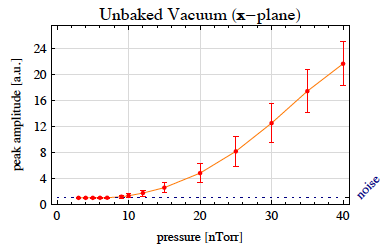 Unbaked Vacuum (x−plane)
peak amplitude [a.u.]
24
20
16
12
8
4
0
0 10 20 30 40
noise
pressure [nTorr]